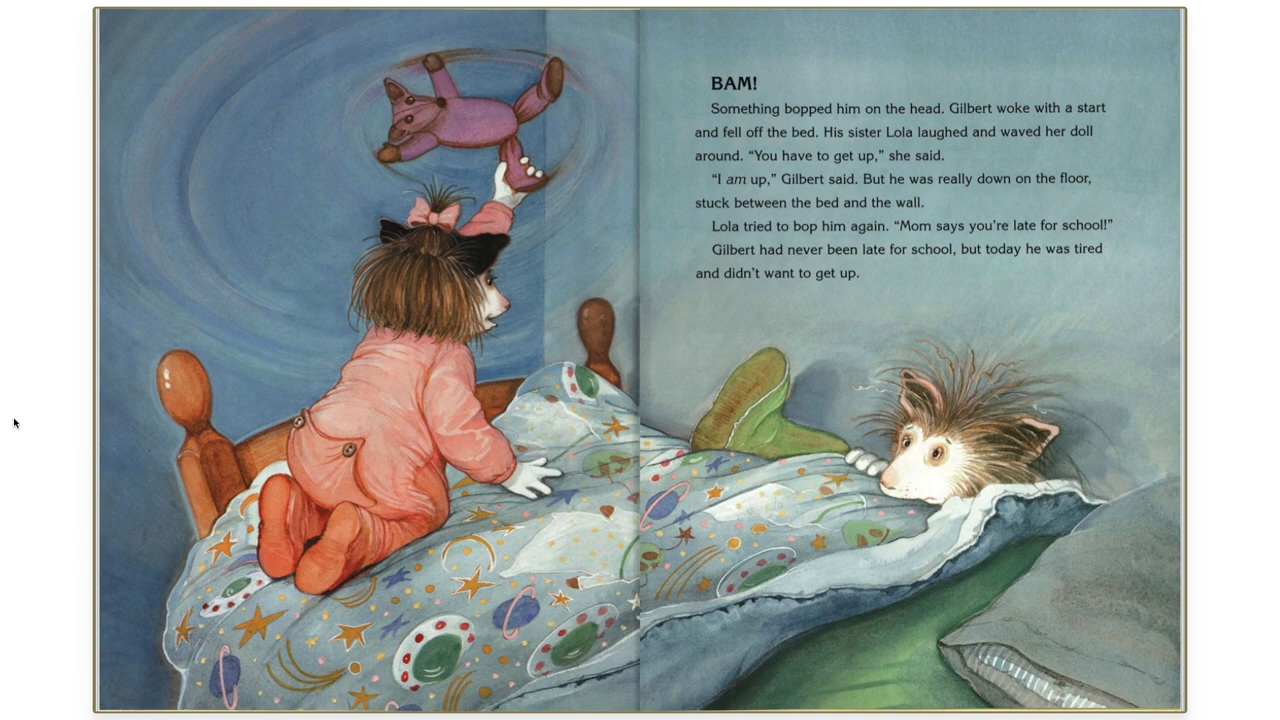 BAM!
Something bopped him on the head. Gilbert woke with a start
and fell off the bed. His sister Lola laughed and waved her doll
around. “You have to get up,” she said.
“I am up,” Gilbert said. But he was really down on the floor,
stuck between the bed and the wall.
Lola tried to bop him again. “Mom says you’re late for school!”
Gilbert had never been late for school, but today he was tired
and didn’t want to get up.